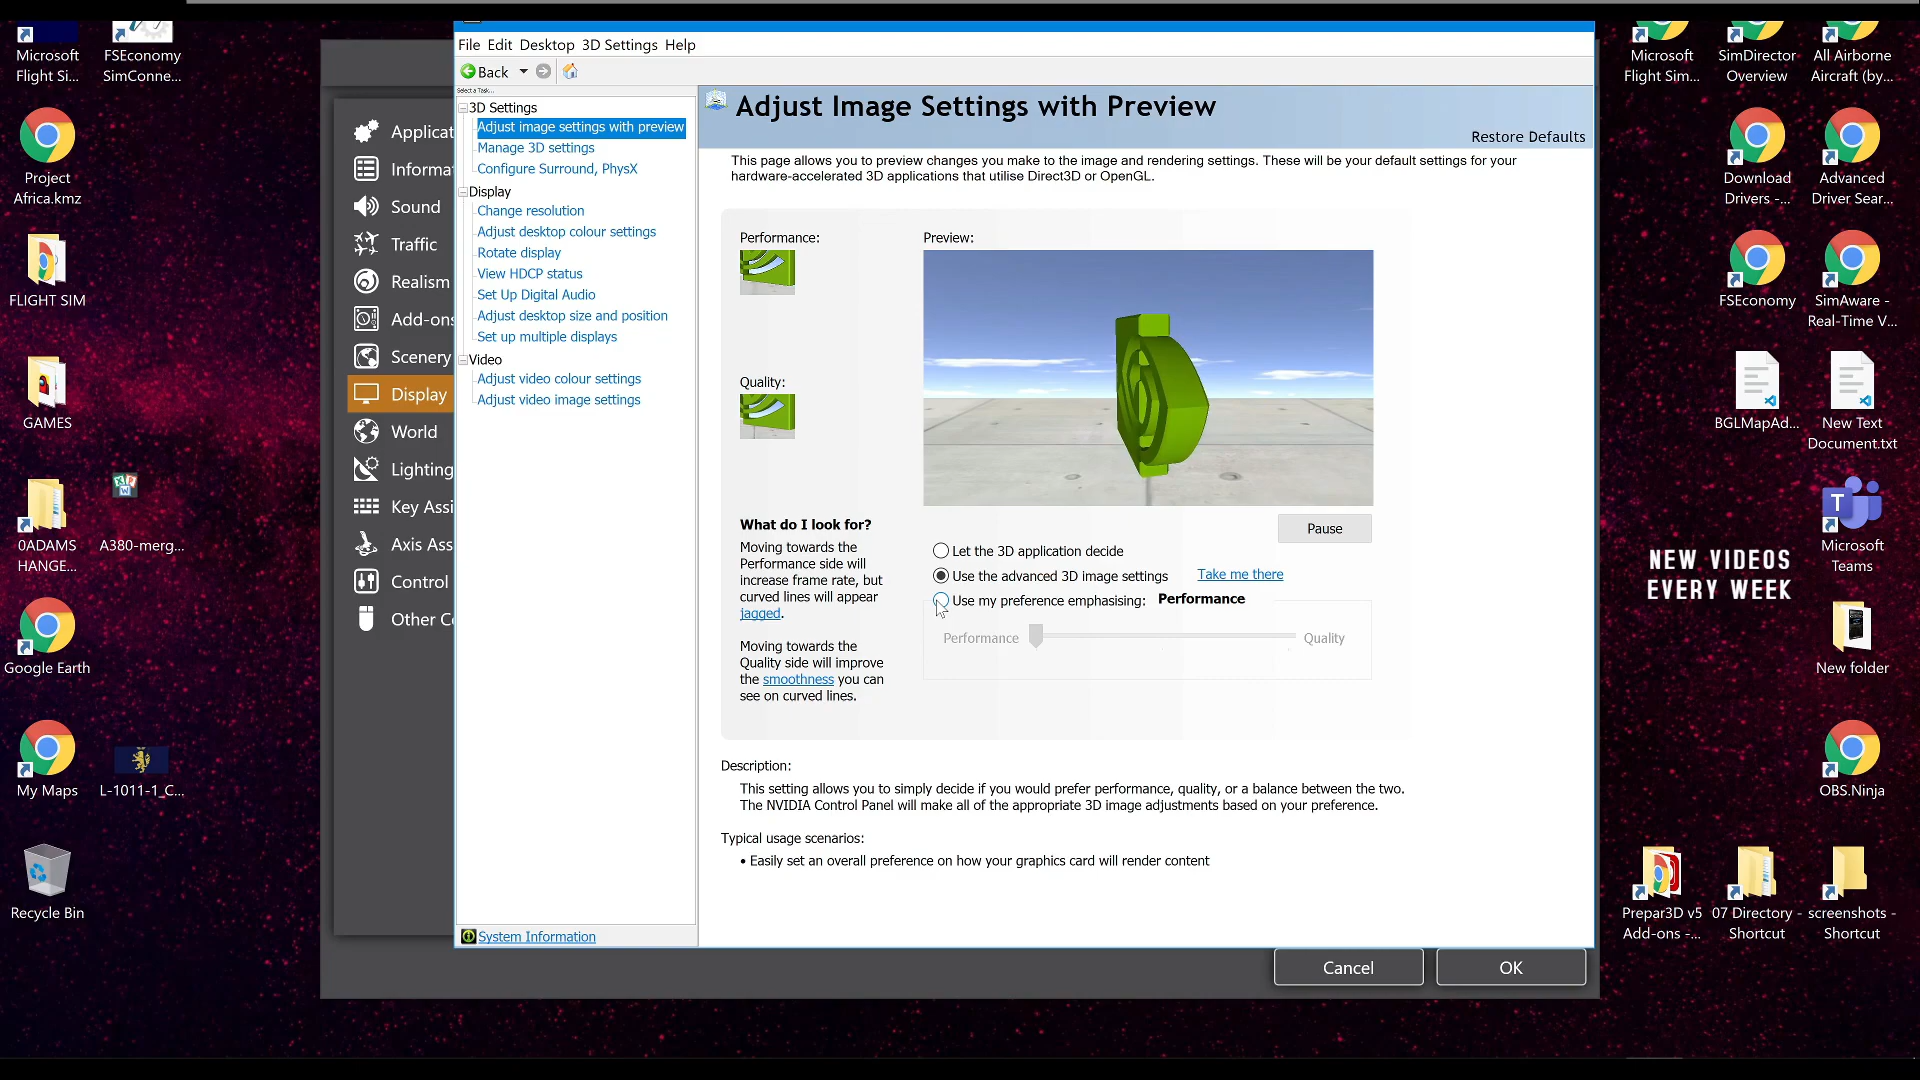 Microsoft
Flight Si...
FSEconomy
SimConne...
Project
Africa.kmz
FLIGHT SIM
GAMES
0ADAMS
HANGE...
A380-merg...
Google Earth
My Maps
L-1011-1_C...
Recycle Bin
Applicat
Informa
Sound
Traffic
Realism
Add-ons
Scenery
Display
World
Lighting
Key Assi
Axis Ass
Control
Other C
File Edit Desktop 3D Settings Help
Back
Select a Task...
3D Settings
Adjust image settings with preview
Manage 3D settings
Configure Surround, PhysX
Display
Change resolution
Adjust desktop colour settings
Rotate display
View HDCP status
Set Up Digital Audio
Adjust desktop size and position
Set up multiple displays
Video
Adjust video colour settings
Adjust video image settings
System Information
Adjust Image Settings with Preview
Restore Defaults
This page allows you to preview changes you make to the image and rendering settings. These will be your default settings for your
hardware-accelerated 3D applications that utilise Direct3D or OpenGL.
Performance:
Preview:
Quality:
What do I look for?
Moving towards the
Performance side will
increase frame rate, but
curved lines will appear
jagged.
Moving towards the
Quality side will improve
the smoothness you can
see on curved lines.
Pause
Let the 3D application decide
Use the advanced 3D image settings Take me there
Use my preference emphasising: Performance
Performance Quality
Description:
This setting allows you to simply decide if you would prefer performance, quality, or a balance between the two.
The NVIDIA Control Panel will make all of the appropriate 3D image adjustments based on your preference.
Typical usage scenarios:
• Easily set an overall preference on how your graphics card will render content
Cancel OK
Microsoft
Flight Sim...
SimDirector
Overview
All Airborne
Aircraft (by...
Download
Drivers -...
Advanced
Driver Sear...
FSEconomy
SimAware -
Real-Time V...
BGLMapAd...
New Text
Document.txt
Microsoft
Teams
NEW VIDEOS
EVERY WEEK
New folder
OBS.Ninja
Prepar3D v5
Add-ons -...
07 Directory -
Shortcut
screenshots -
Shortcut